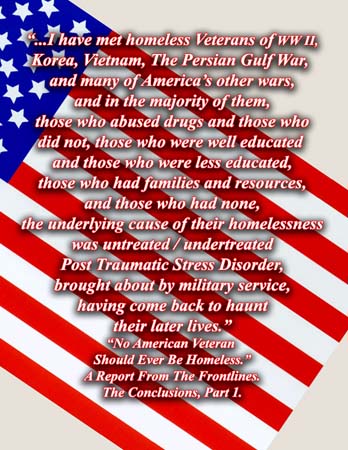 “...I have met homeless Veterans of WW II,
Korea, Vietnam, The Persian Gulf War,
and many of America’s other wars,
and in the majority of them,
those who abused drugs and those who
did not, those who were well educated
and those who were less educated,
those who had families and resources,
and those who had none,
the underlying cause of their homelessness
was untreated / undertreated
Post Traumatic Stress Disorder,
brought about by military service,
having come back to haunt
their later lives.”
“No American Veteran
Should Ever Be Homeless.”
A Report From The Frontlines.
The Conclusions, Part 1.